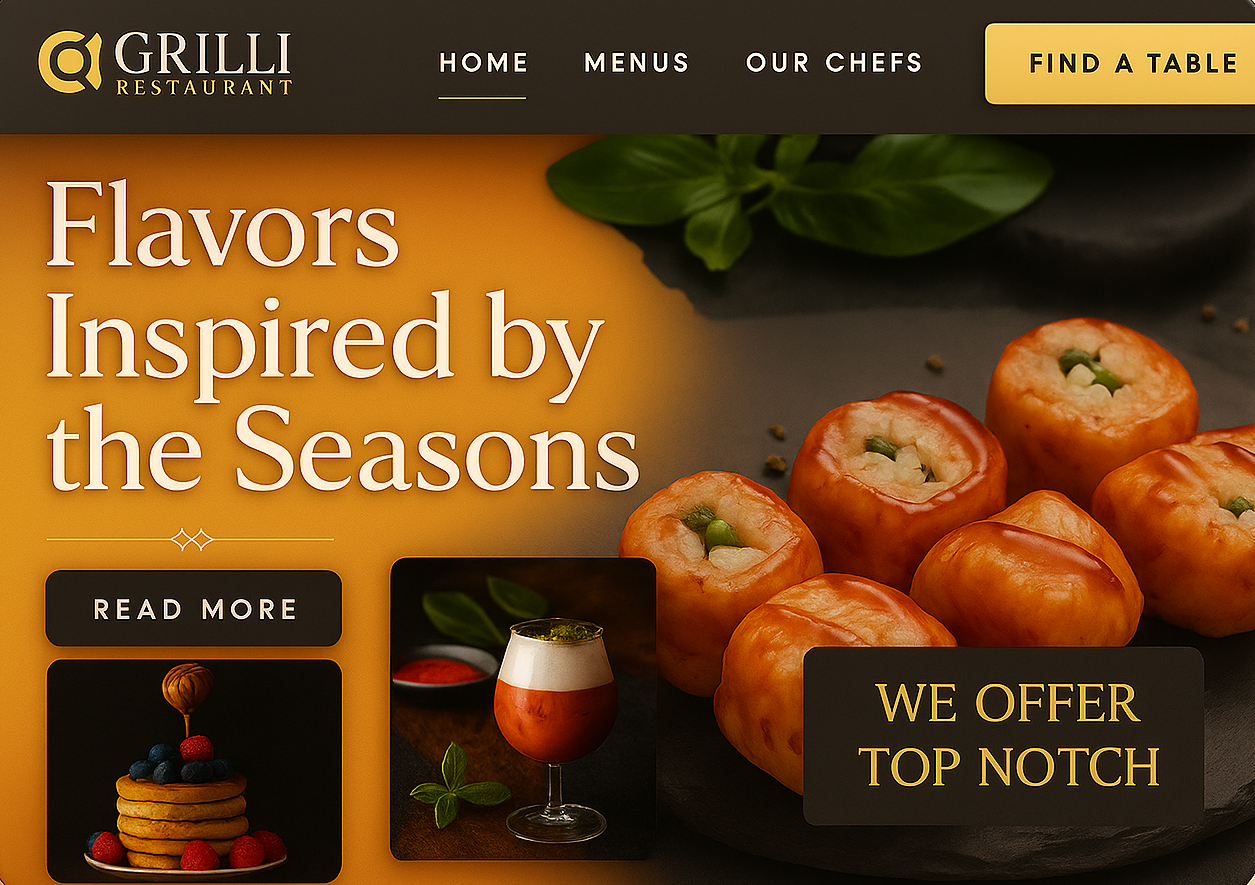 GRILLI
RESTAURANT
HOME
MENUS
OUR CHEFS
FIND A TABLE
Flavors
Inspired by
the Seasons
READ MORE
WE OFFER
TOP NOTCH